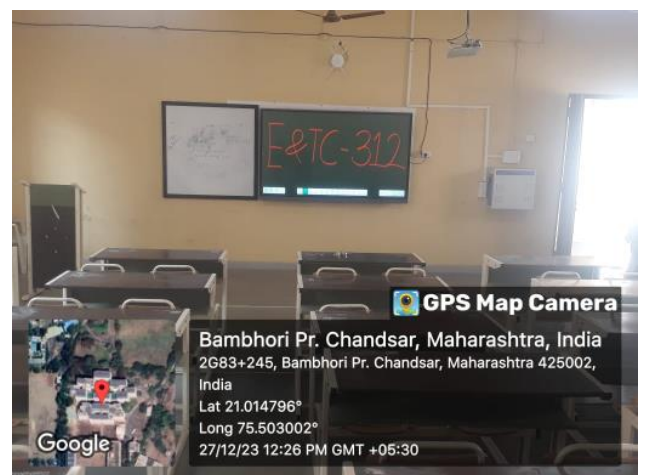 E&TC-312
GPS Map Camera
Bambhori Pr. Chandsar, Maharashtra, India
2G83+245, Bambhori Pr. Chandsar, Maharashtra 425002,
India
Lat 21.014796°
Long 75.503002°
27/12/23 12:26 PM GMT +05:30
Google